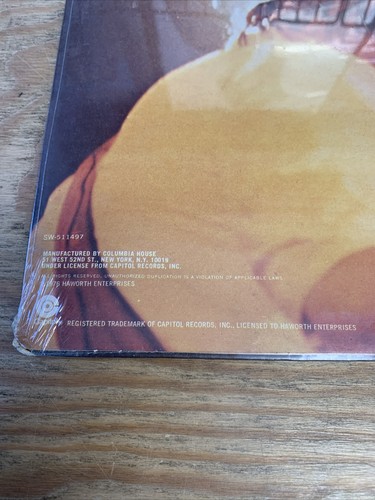 SW-511497
MANUFACTURED BY COLUMBIA HOUSE
51 WEST 52ND ST., NEW YORK, N.Y. 10019
UNDER LICENSE FROM CAPITOL RECORDS, INC.
ALL RIGHTS RESERVED. UNAUTHORIZED DUPLICATION IS A VIOLATION OF APPLICABLE LAWS.
©1976 HAWORTH ENTERPRISES
Capitol® REGISTERED TRADEMARK OF CAPITOL RECORDS, INC., LICENSED TO HAWORTH ENTERPRISES